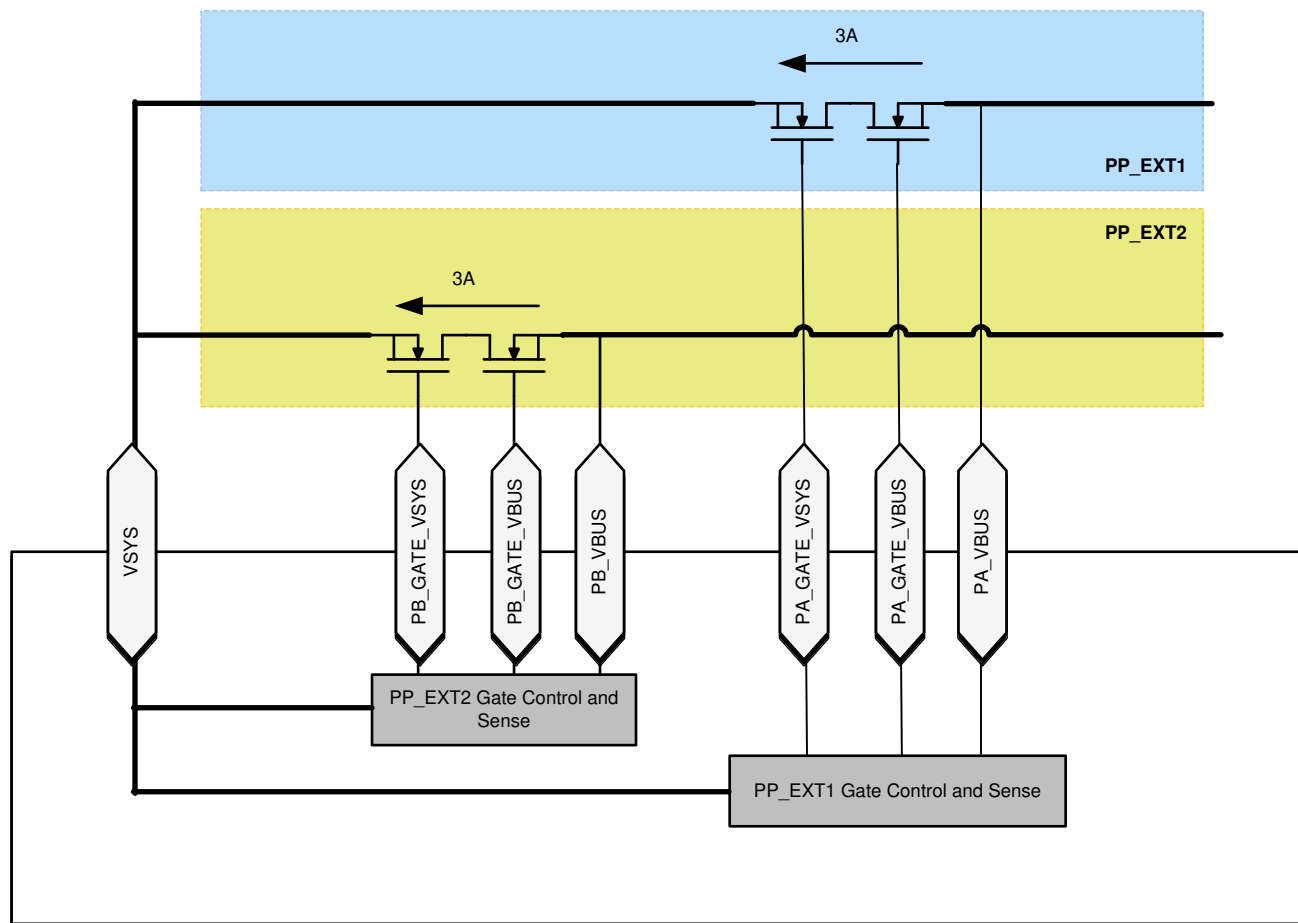 3A
PP_EXT1
PP_EXT2
3A
VSYS
PB_GATE_VSYS
PB_GATE_VBUS
PB_VBUS
PA_GATE_VSYS
PA_GATE_VBUS
PA_VBUS
PP_EXT2 Gate Control and
Sense
PP_EXT1 Gate Control and Sense